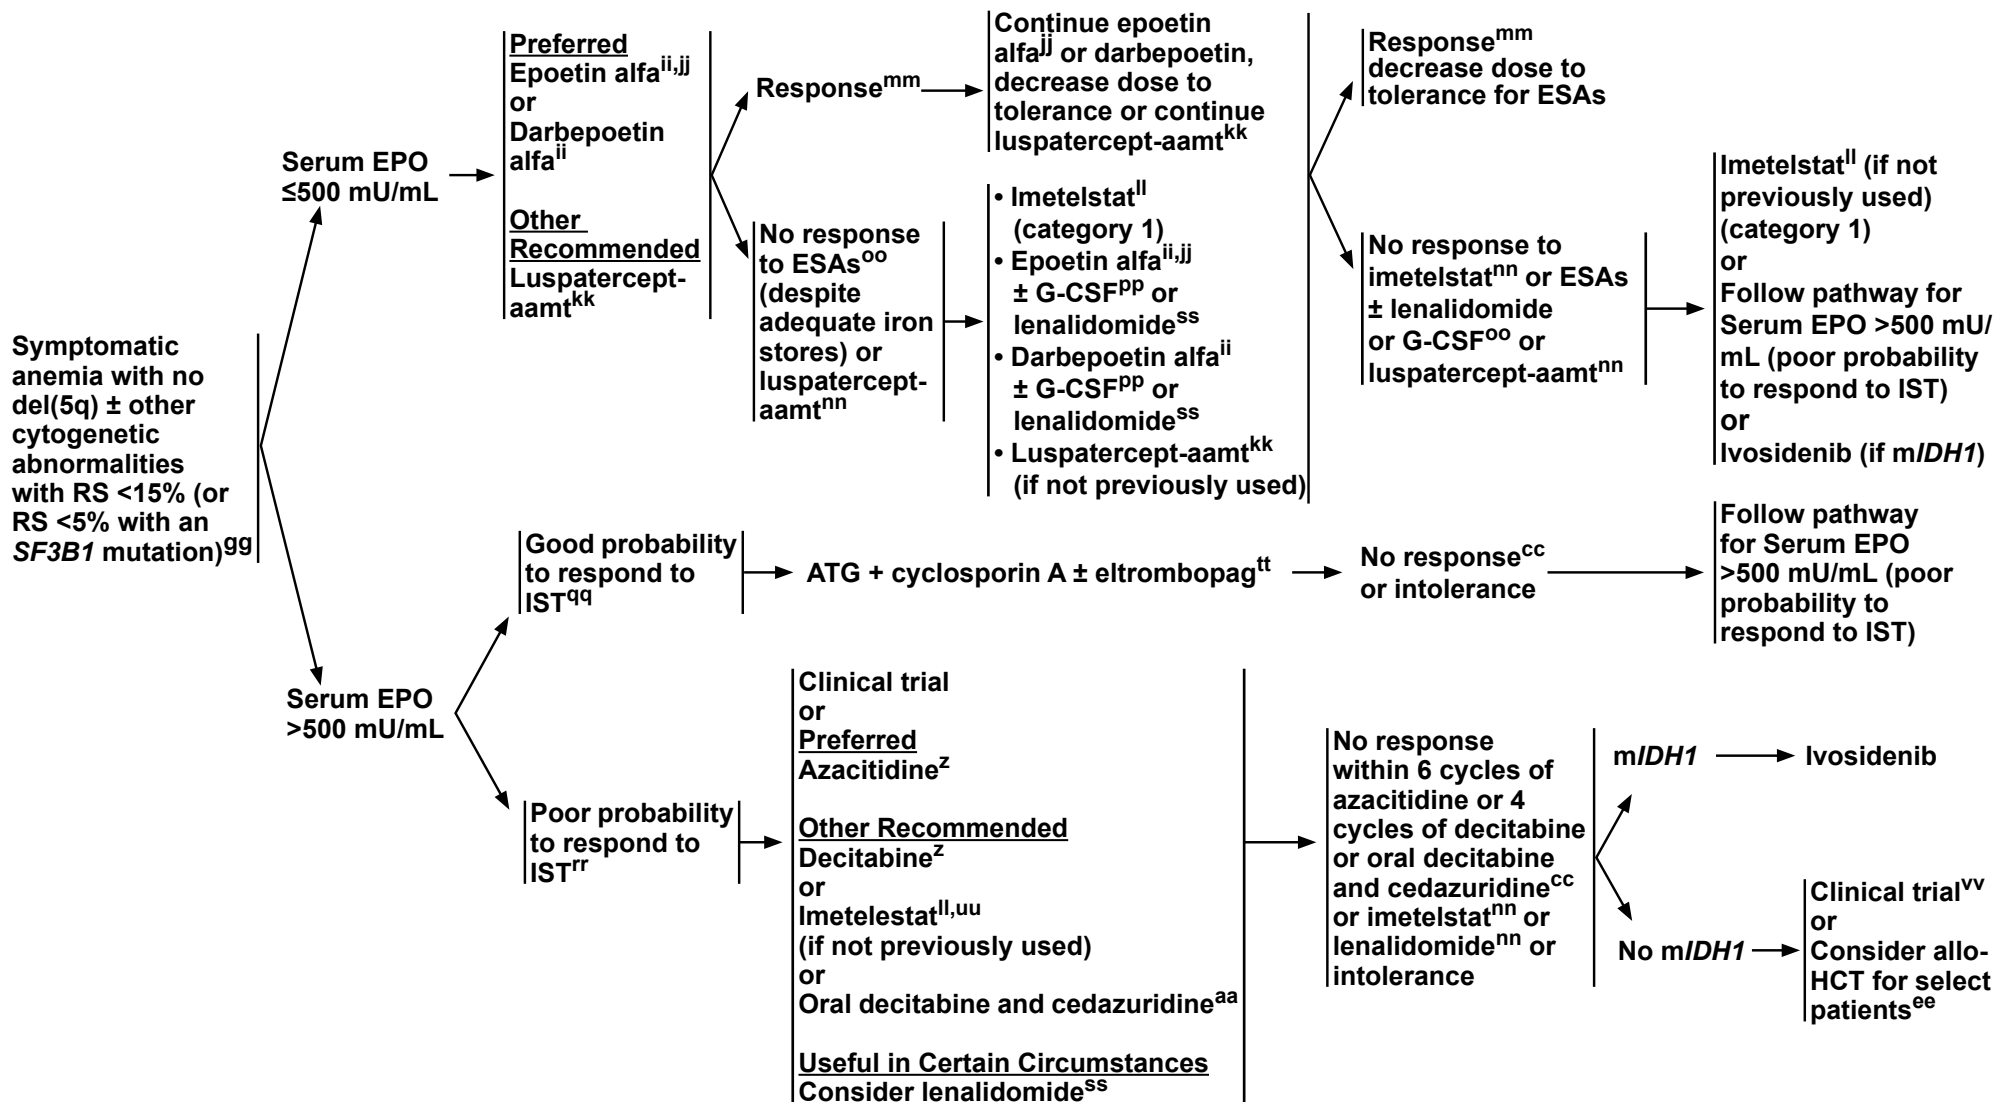 Symptomatic
anemia with no
del(5q) ± other
cytogenetic
abnormalities
with RS <15% (or
RS <5% with an
SF3B1 mutation)gg
Serum EPO
≤500 mU/mL
Preferred
Epoetin alfaii,jj
or
Darbepoetin
alfaii
Other
Recommended
Luspatercept-
aamtkk
Responsemm
Continue epoetin
alfajj or darbepoetin,
decrease dose to
tolerance or continue
luspatercept-aamtkk
No response
to ESAsoo
(despite
adequate iron
stores) or
luspatercept-
aamtnn
• Imetelstatll
(category 1)
• Epoetin alfaii,jj
± G-CSFpp or
lenalidomidess
• Darbepoetin alfaii
± G-CSFpp or
lenalidomidess
• Luspatercept-aamtkk
(if not previously used)
Responsemm
decrease dose to
tolerance for ESAs
No response to
imetelstatnn or ESAs
± lenalidomide
or G-CSFoo or
luspatercept-aamtnn
Imetelstatll (if not
previously used)
(category 1)
or
Follow pathway for
Serum EPO >500 mU/
mL (poor probability
to respond to IST)
or
Ivosidenib (if mIDH1)
Serum EPO
>500 mU/mL
Good probability
to respond to
ISTqq
ATG + cyclosporin A ± eltrombopagtt
No responsecc
or intolerance
Follow pathway
for Serum EPO
>500 mU/mL (poor
probability to
respond to IST)
Poor probability
to respond to
ISTrr
Clinical trial
or
Preferred
Azacitidinez
Other Recommended
Decitabinez
or
Imetelestatll,uu
(if not previously used)
or
Oral decitabine and cedazuridineaa
Useful in Certain Circumstances
Consider lenalidomidess
No response
within 6 cycles of
azacitidine or 4
cycles of decitabine
or oral decitabine
and cedazuridinecc
or imetelstatnn or
lenalidomidenn or
intolerance
mIDH1
Ivosidenib
No mIDH1
Clinical trialvv
or
Consider allo-
HCT for select
patientsee